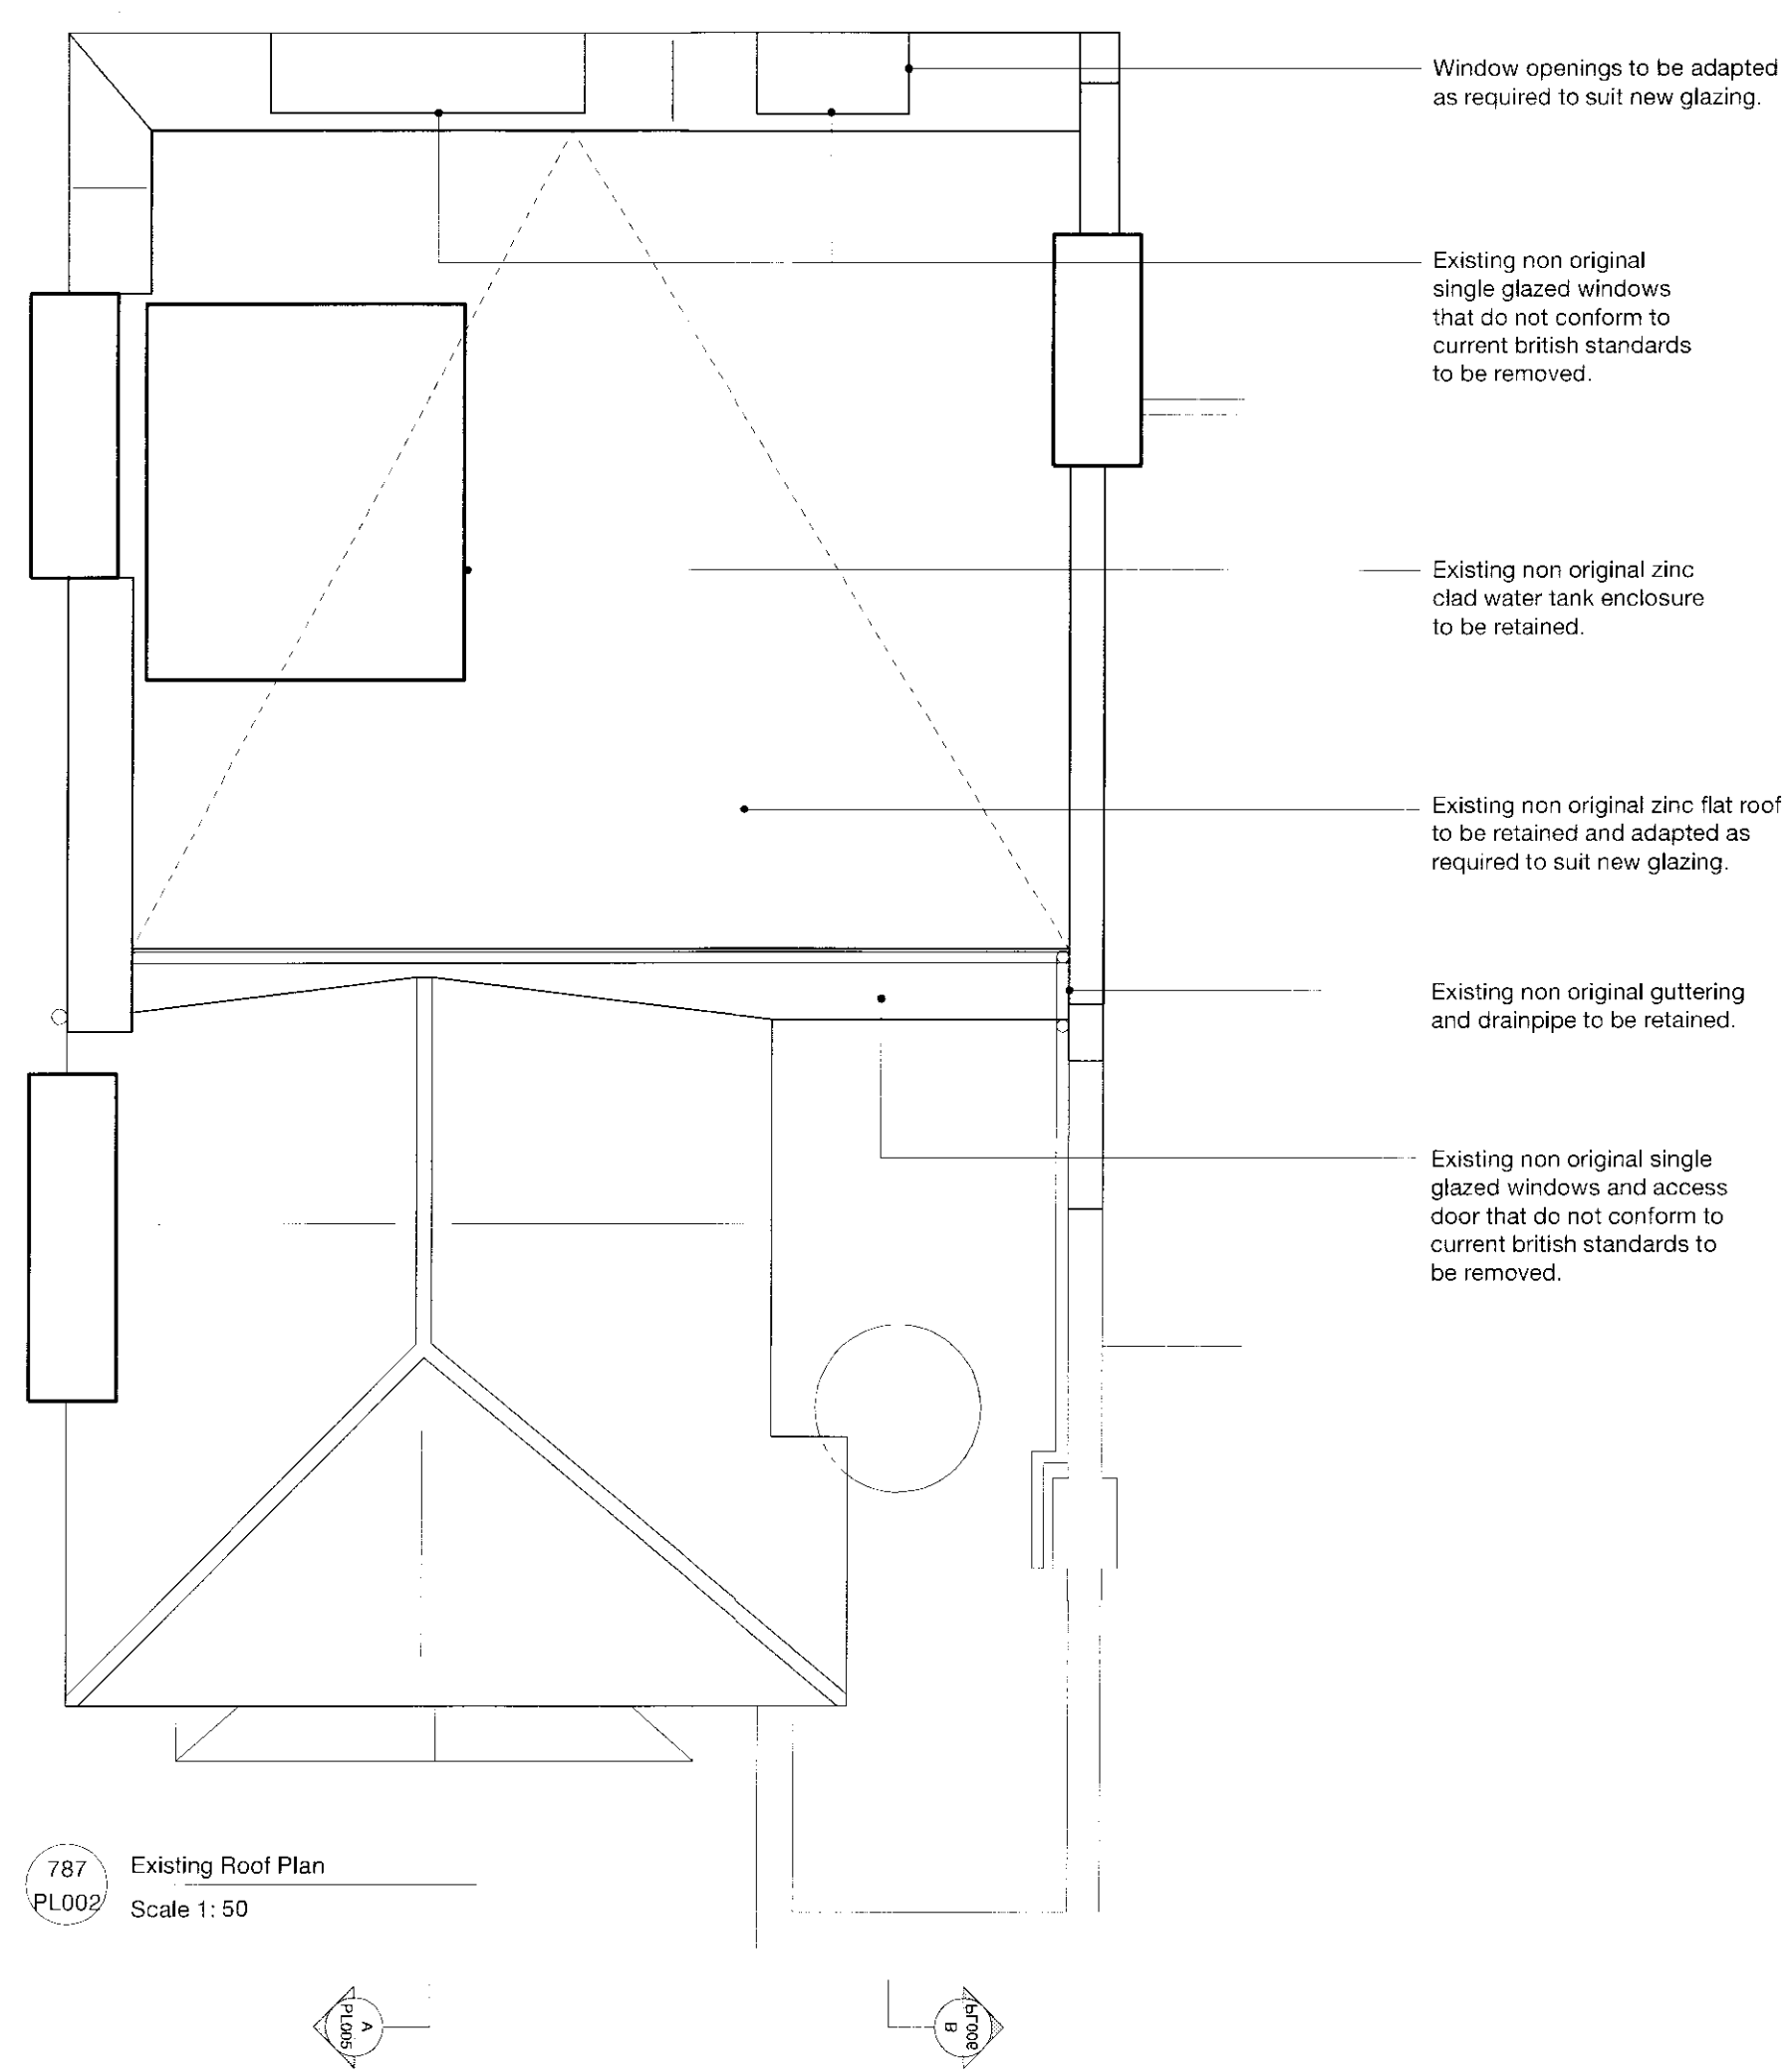 Window openings to be adapted
as required to suit new glazing.
Existing non original
single glazed windows
that do not conform to
current british standards
to be removed.
Existing non original zinc
clad water tank enclosure
to be retained.
Existing non original zinc flat roof
to be retained and adapted as
required to suit new glazing.
Existing non original guttering
and drainpipe to be retained.
Existing non original single
glazed windows and access
door that do not conform to
current british standards to
be removed.
787
PL002
Existing Roof Plan
Scale 1: 50
A
PL005
B
PL006